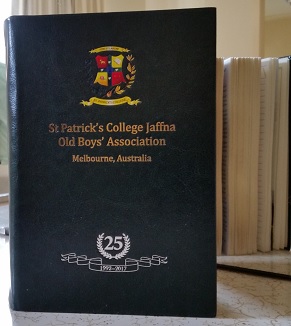 St Patrick's College Jaffna
Old Boys' Association
Melbourne, Australia
25
1992-2017